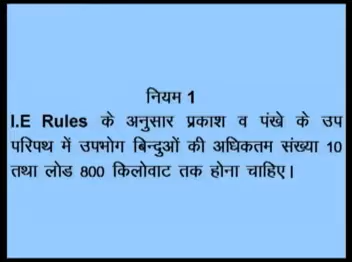 नियम 1
I.E Rules के अनुसार प्रकाश व पंखे के उप
परिपथ में उपभोग बिन्दुओं की अधिकतम संख्या 10
तथा लोड 800 किलोवाट तक होना चाहिए।